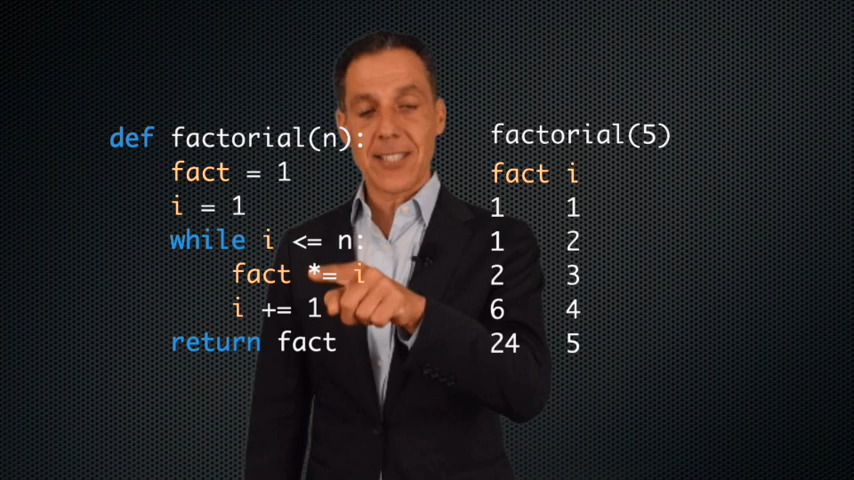 def factorial(n):
    fact = 1
    i = 1
    while i <= n:
        fact *= i
        i += 1
    return fact
factorial(5)
fact i
1 1
1 2
2 3
6 4
24 5